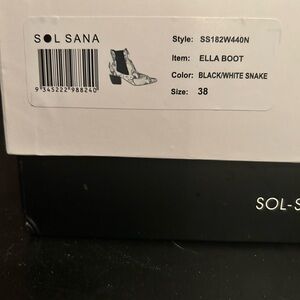 SOL SANA
Style: SS182W440N
Item: ELLA BOOT
Color: BLACK/WHITE SNAKE
Size: 38
9 345222 988240
SOL-S